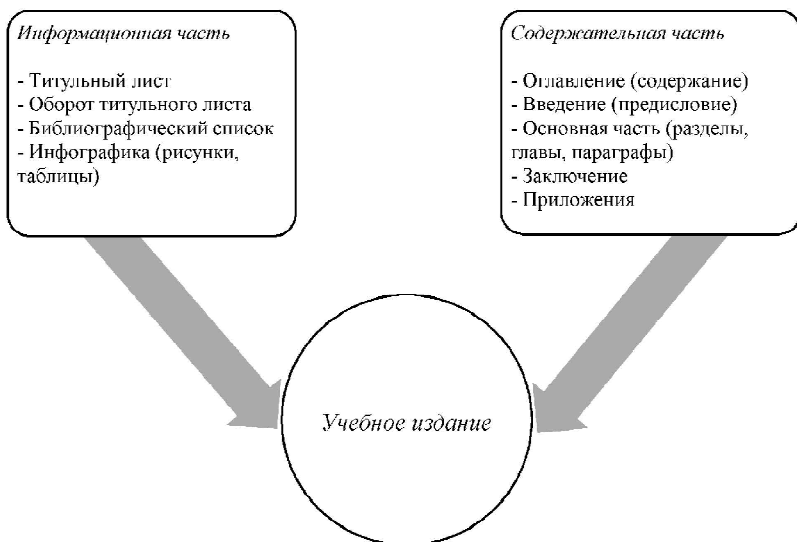 Информационная часть
- Титульный лист
- Оборот титульного листа
- Библиографический список
- Инфографика (рисунки,
таблицы)
Содержательная часть
- Оглавление (содержание)
- Введение (предисловие)
- Основная часть (разделы,
главы, параграфы)
- Заключение
- Приложения
Учебное издание